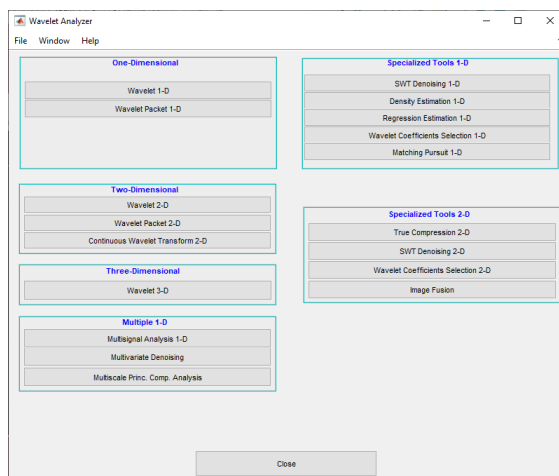 Wavelet Analyzer
File Window Help
One-Dimensional
Wavelet 1-D
Wavelet Packet 1-D
Two-Dimensional
Wavelet 2-D
Wavelet Packet 2-D
Continuous Wavelet Transform 2-D
Three-Dimensional
Wavelet 3-D
Multiple 1-D
Multisignal Analysis 1-D
Multivariate Denoising
Multiscale Princ. Comp. Analysis
Specialized Tools 1-D
SWT Denoising 1-D
Density Estimation 1-D
Regression Estimation 1-D
Wavelet Coefficients Selection 1-D
Matching Pursuit 1-D
Specialized Tools 2-D
True Compression 2-D
SWT Denoising 2-D
Wavelet Coefficients Selection 2-D
Image Fusion
Close